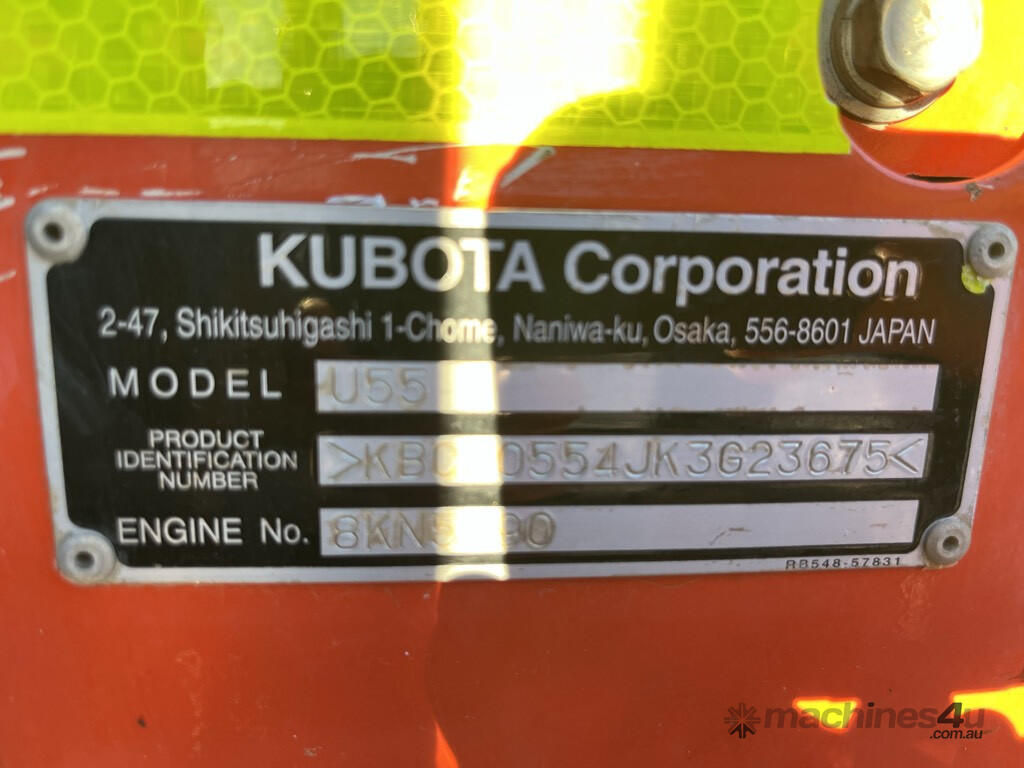 KUBOTA Corporation
2-47, Shikitsuhigashi 1-Chome, Naniwa-ku, Osaka, 556-8601 JAPAN
MODEL U55
PRODUCT
IDENTIFICATION
NUMBER
ENGINE No.
RB548-57831
machines4u
.com.au